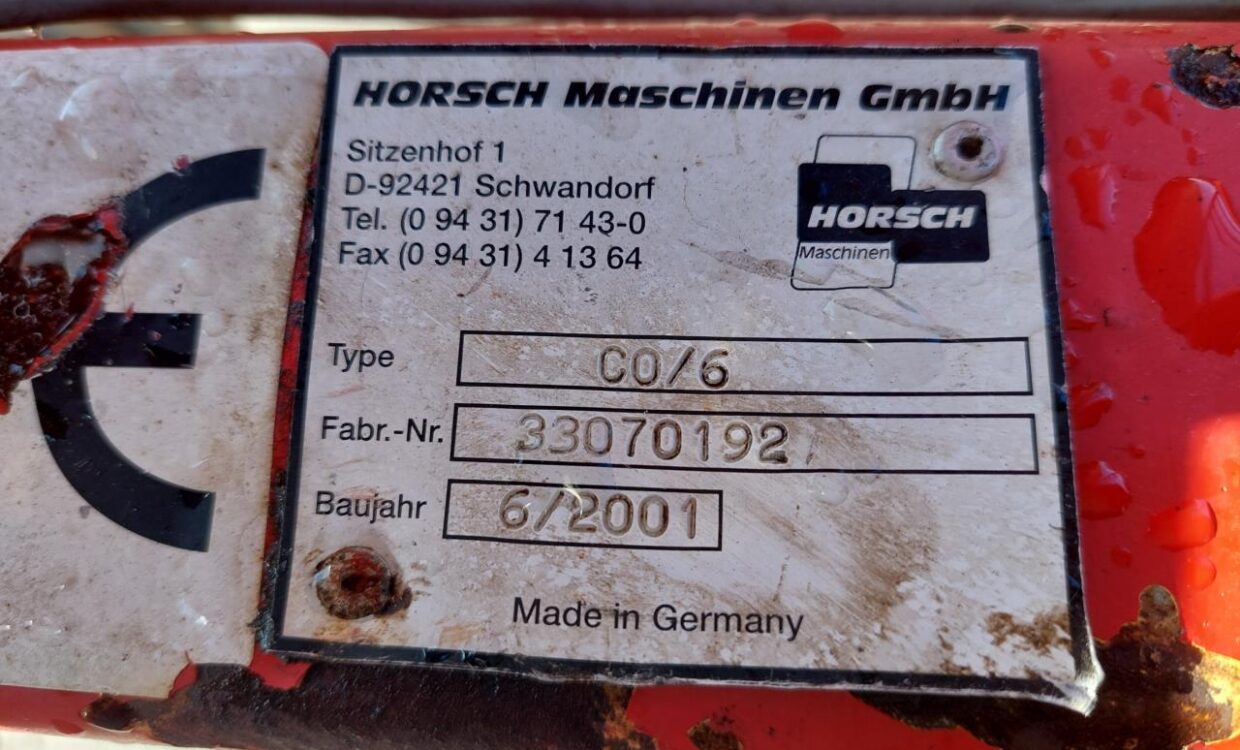 HORSCH Maschinen GmbH
Sitzenhof 1
D-92421 Schwandorf
Tel. (0 94 31) 71 43-0
Fax (0 94 31) 4 13 64
HORSCH
Maschinen
Type CO/6
Fabr.-Nr. 33070192
Baujahr 6/2001
Made in Germany
CE